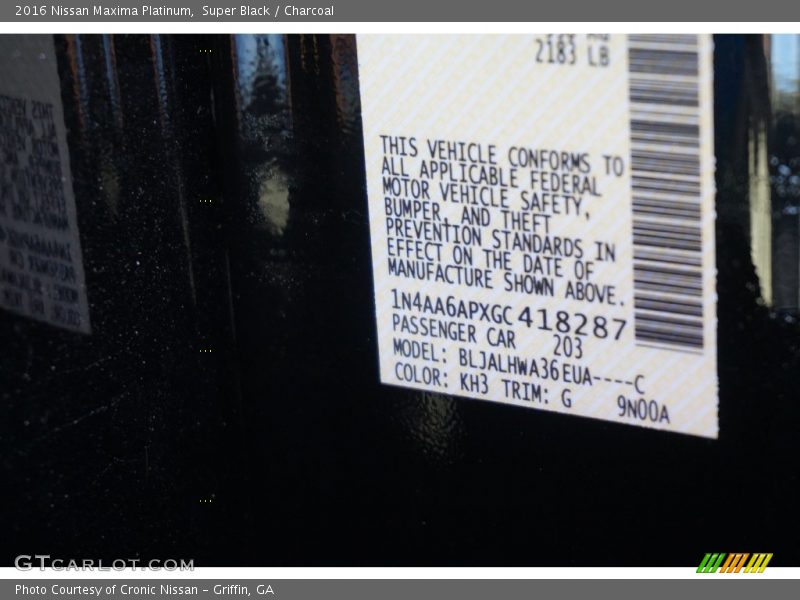 2016 Nissan Maxima Platinum, Super Black / Charcoal
2183 LB
THIS VEHICLE CONFORMS TO
ALL APPLICABLE FEDERAL
MOTOR VEHICLE SAFETY,
BUMPER, AND THEFT
PREVENTION STANDARDS IN
EFFECT ON THE DATE OF
MANUFACTURE SHOWN ABOVE.
1N4AA6APXGC418287
PASSENGER CAR 203
MODEL: BLJALHWA36EUA----C
COLOR: KH3 TRIM: G 9N00A
GTCARLOT.COM
Photo Courtesy of Cronic Nissan – Griffin, GA